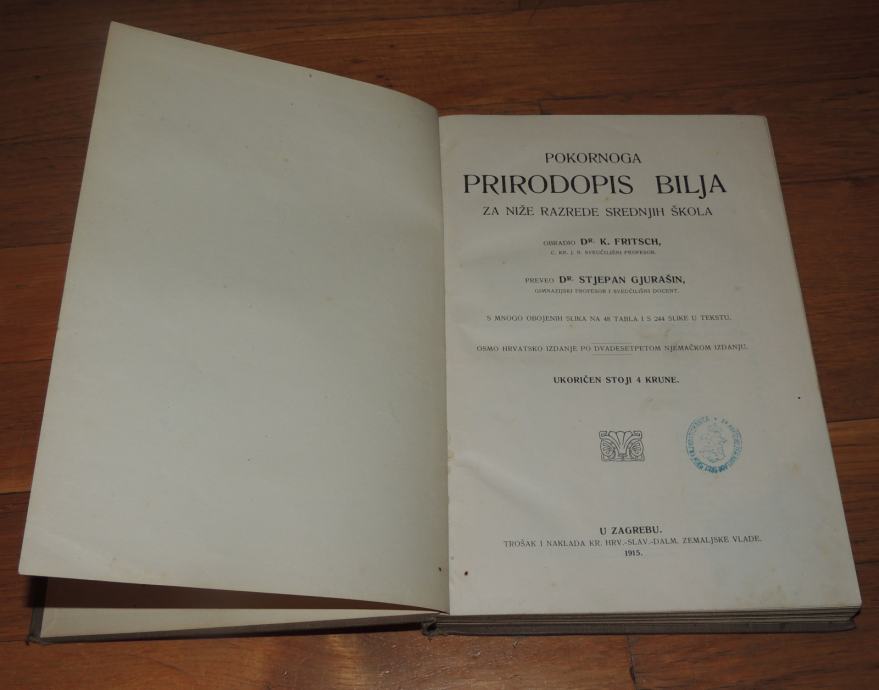 POKORNOGA
PRIRODOPIS BILJA
ZA NIŽE RAZREDE SREDNJIH ŠKOLA
OBRADIO DR. K. FRITSCH,
C. KR. J. R. SVEUČILIŠNI PROFESOR.
PREVEO DR. STJEPAN GJURAŠIN,
GIMNAZIJSKI PROFESOR I SVEUČILIŠNI DOCENT.
S MNOGO OBOJENIH SLIKA NA 48 TABLA I S 244 SLIKE U TEKSTU.
OSMO HRVATSKO IZDANJE PO DVADESETPETOM NJEMAČKOM IZDANJU.
UKORIČEN STOJI 4 KRUNE.
U ZAGREBU.
TROŠAK I NAKLADA KR. HRV.-SLAV.-DALM. ZEMALJSKE VLADE.
1915.